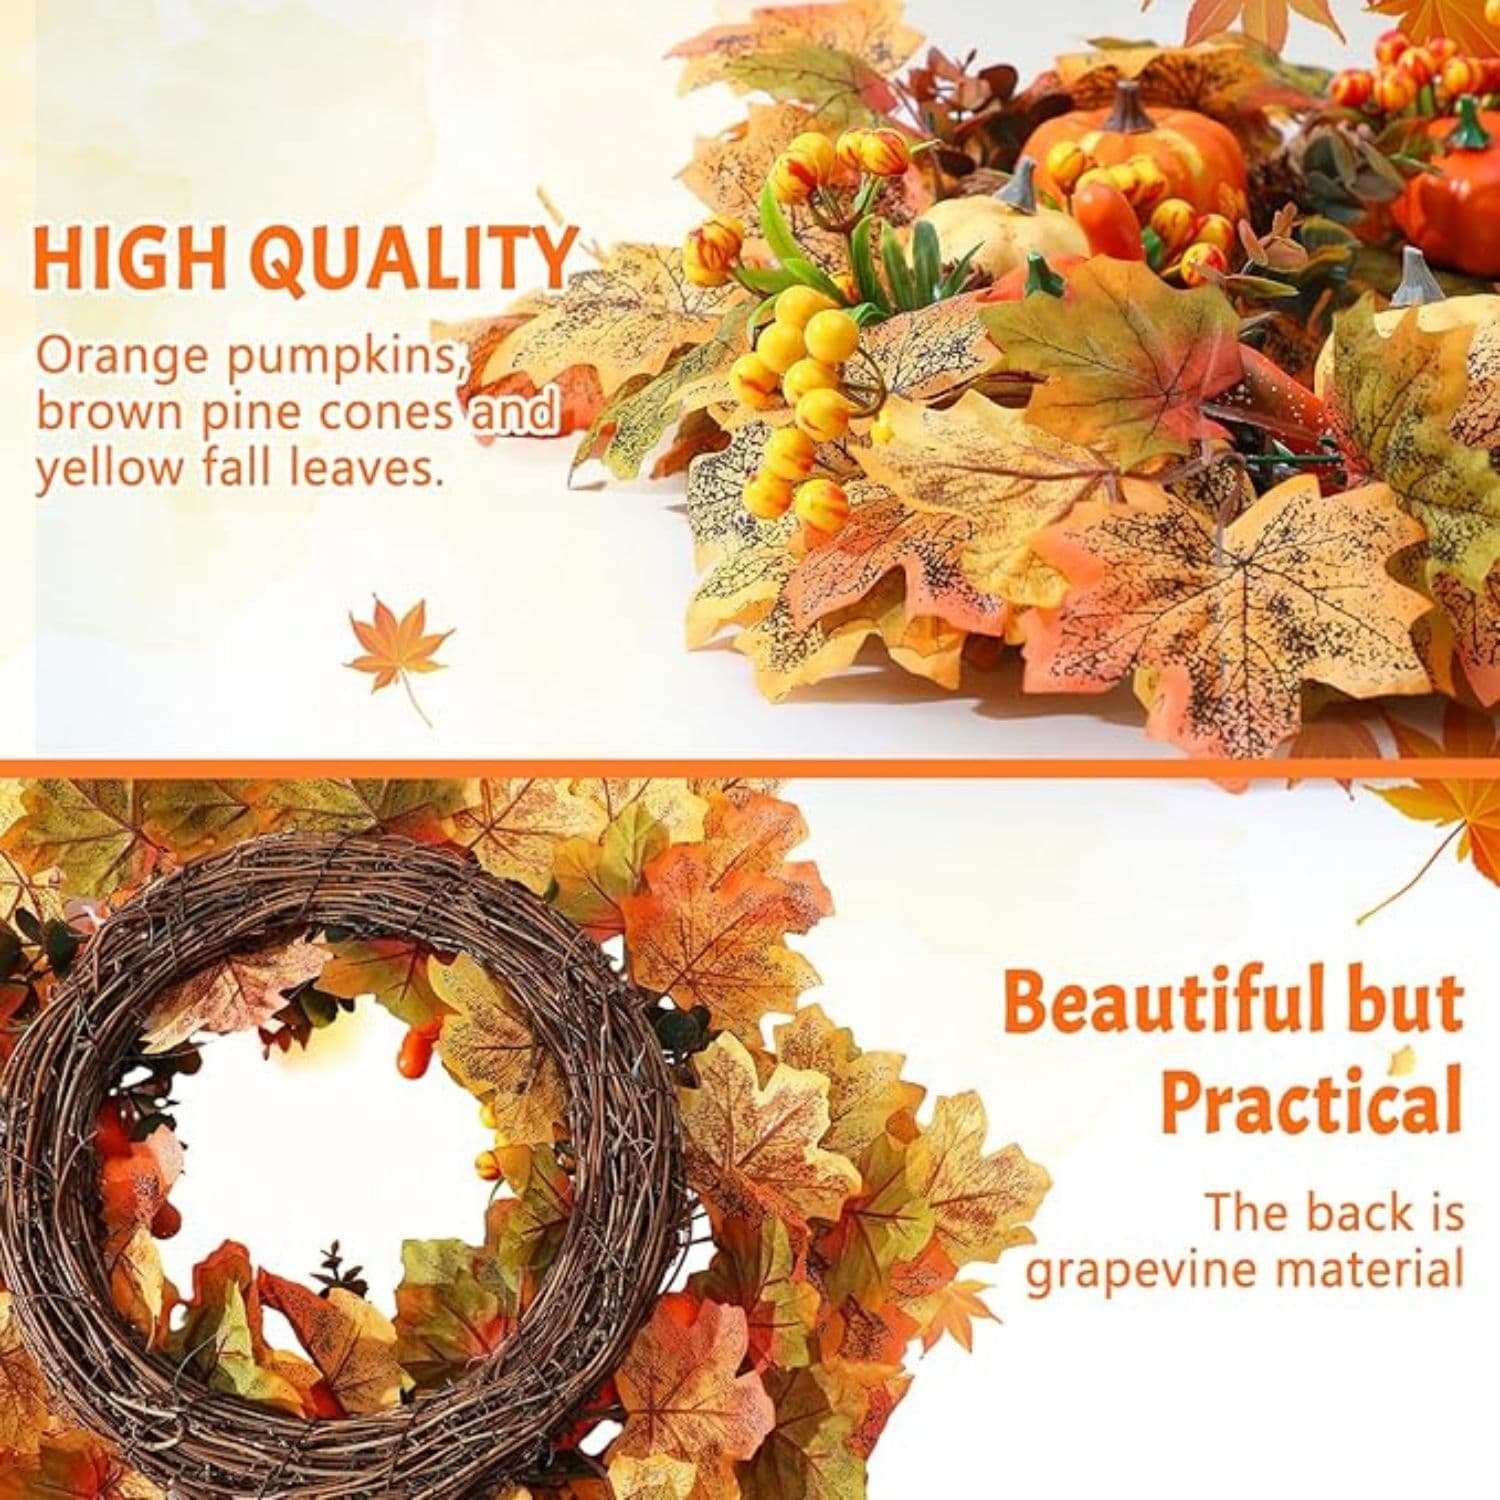 HIGH QUALITY
Orange pumpkins,
brown pine cones and
yellow fall leaves.
Beautiful but
Practical
The back is
grapevine material